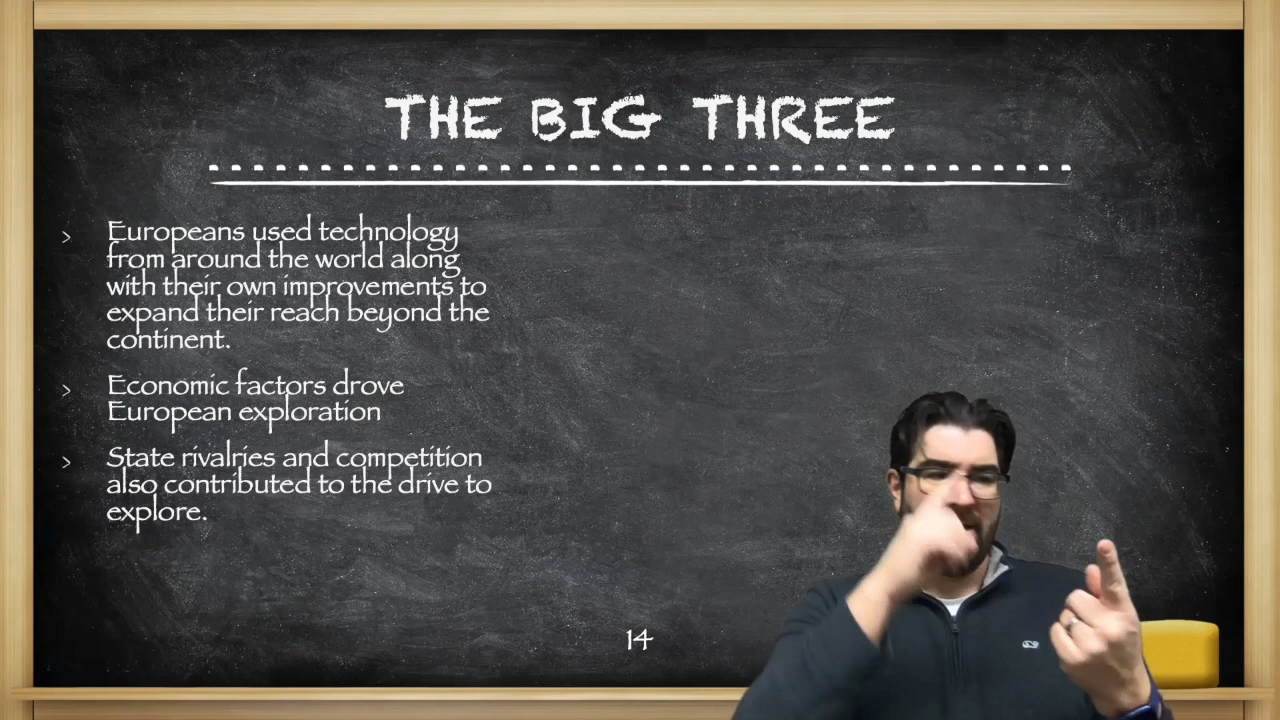 THE BIG THREE
> Europeans used technology
from around the world along
with their own improvements to
expand their reach beyond the
continent.
> Economic factors drove
European exploration
> State rivalries and competition
also contributed to the drive to
explore.
14